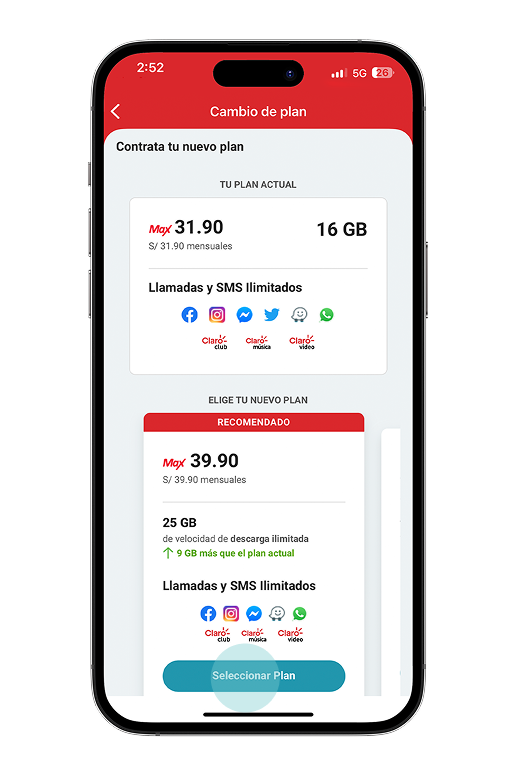 2:52
5G 26
Cambio de plan
Contrata tu nuevo plan
TU PLAN ACTUAL
Max 31.90
16 GB
S/ 31.90 mensuales
Llamadas y SMS Ilimitados
Claro club
Claro música
Claro video
ELIGE TU NUEVO PLAN
RECOMENDADO
Max 39.90
S/ 39.90 mensuales
25 GB
de velocidad de descarga ilimitada
9 GB más que el plan actual
Llamadas y SMS Ilimitados
Claro club
Claro música
Claro video
Seleccionar Plan